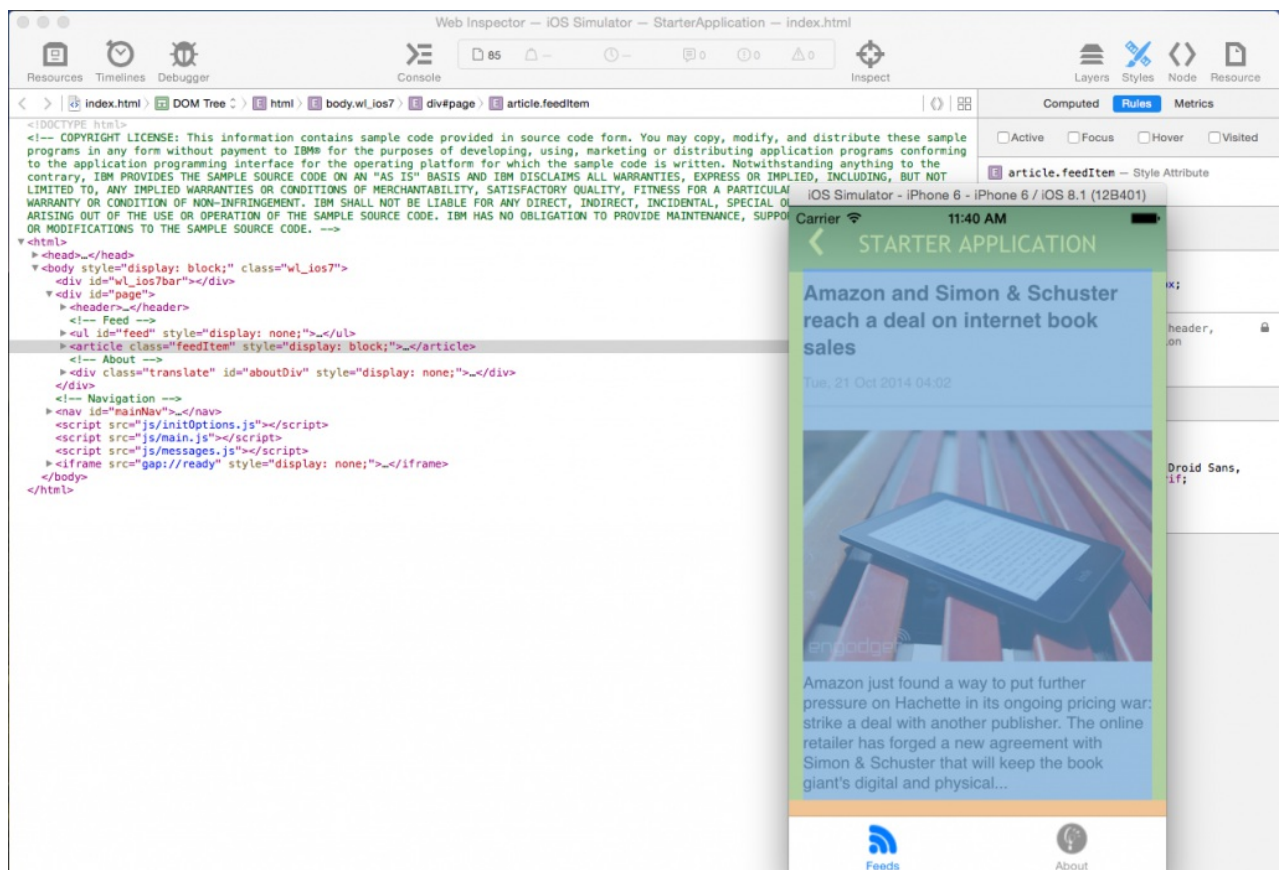 Web Inspector — iOS Simulator — StarterApplication — index.html
Resources Timelines Debugger Console 85 – – 0 0 0 Inspect Layers Styles Node Resource
index.html DOM Tree html body.wl_ios7 div#page article.feedItem
Computed Rules Metrics
Active Focus Hover Visited
E article.feedItem — Style Attribute
<!DOCTYPE html>
<!-- COPYRIGHT LICENSE: This information contains sample code provided in source code form. You may copy, modify, and distribute these sample
programs in any form without payment to IBM® for the purposes of developing, using, marketing or distributing application programs conforming
to the application programming interface for the operating platform for which the sample code is written. Notwithstanding anything to the
contrary, IBM PROVIDES THE SAMPLE SOURCE CODE ON AN "AS IS" BASIS AND IBM DISCLAIMS ALL WARRANTIES, EXPRESS OR IMPLIED, INCLUDING, BUT NOT
LIMITED TO, ANY IMPLIED WARRANTIES OR CONDITIONS OF MERCHANTABILITY, SATISFACTORY QUALITY, FITNESS FOR A PARTICULA
WARRANTY OR CONDITION OF NON-INFRINGEMENT. IBM SHALL NOT BE LIABLE FOR ANY DIRECT, INDIRECT, INCIDENTAL, SPECIAL O
ARISING OUT OF THE USE OR OPERATION OF THE SAMPLE SOURCE CODE. IBM HAS NO OBLIGATION TO PROVIDE MAINTENANCE, SUPPO
OR MODIFICATIONS TO THE SAMPLE SOURCE CODE. -->
<html>
<head>…</head>
<body style="display: block;" class="wl_ios7">
<div id="wl_ios7bar"></div>
<div id="page">
<header>…</header>
<!-- Feed -->
<ul id="feed" style="display: none;">…</ul>
<article class="feedItem" style="display: block;">…</article>
<!-- About -->
<div class="translate" id="aboutDiv" style="display: none;">…</div>
</div>
<!-- Navigation -->
<nav id="mainNav">…</nav>
<script src="js/initOptions.js"></script>
<script src="js/main.js"></script>
<script src="js/messages.js"></script>
<iframe src="gap://ready" style="display: none;">…</iframe>
</body>
</html>
iOS Simulator - iPhone 6 - iPhone 6 / iOS 8.1 (12B401)
Carrier 11:40 AM
STARTER APPLICATION
Amazon and Simon & Schuster
reach a deal on internet book
sales
Tue, 21 Oct 2014 04:02
engadget
Amazon just found a way to put further
pressure on Hachette in its ongoing pricing war:
strike a deal with another publisher. The online
retailer has forged a new agreement with
Simon & Schuster that will keep the book
giant's digital and physical...
Feeds About
x;
header,
on
Droid Sans,
if;